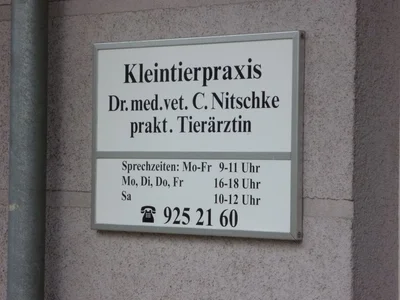 Kleintierpraxis
Dr.med.vet. C. Nitschke
prakt. Tierärztin
Sprechzeiten: Mo-Fr 9-11 Uhr
Mo, Di, Do, Fr 16-18 Uhr
Sa 10-12 Uhr
☎ 925 21 60